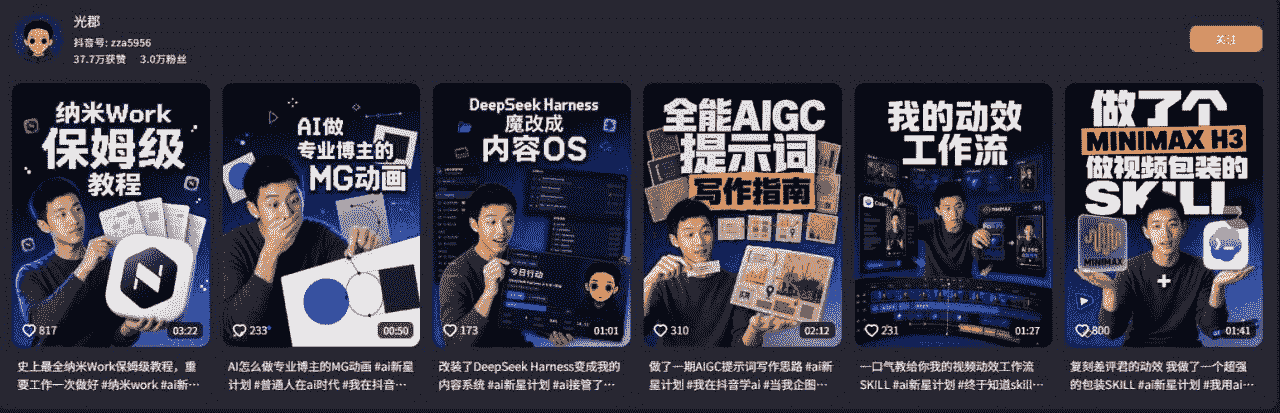 光郡
抖音号: zza5956
37.7万获赞 3.0万粉丝
关注
纳米Work
保姆级
教程
817
03:22
史上最全纳米Work保姆级教程，重
要工作一次做好 #纳米work #ai新…
AI做
专业博主的
MG动画
233
00:50
AI怎么做专业博主的MG动画 #ai新星
计划 #普通人在ai时代 #我在抖音…
DeepSeek Harness
魔改成
内容OS
今日行动
173
01:01
改装了DeepSeek Harness变成我的
内容系统 #ai新星计划 #ai接管了…
全能AIGC
提示词
写作指南
310
02:12
做了一期AIGC提示词写作思路 #ai新
星计划 #我在抖音学ai #当我企图…
我的动效
工作流
MINIMAX
231
01:27
一口气教给你我的视频动效工作流
SKILL #ai新星计划 #终于知道skill…
做了个
MINIMAX H3
做视频包装的
SKILL
MINIMAX
800
01:41
复刻差评君的动效 我做了一个超强
的包装SKILL #ai新星计划 #我用ai…